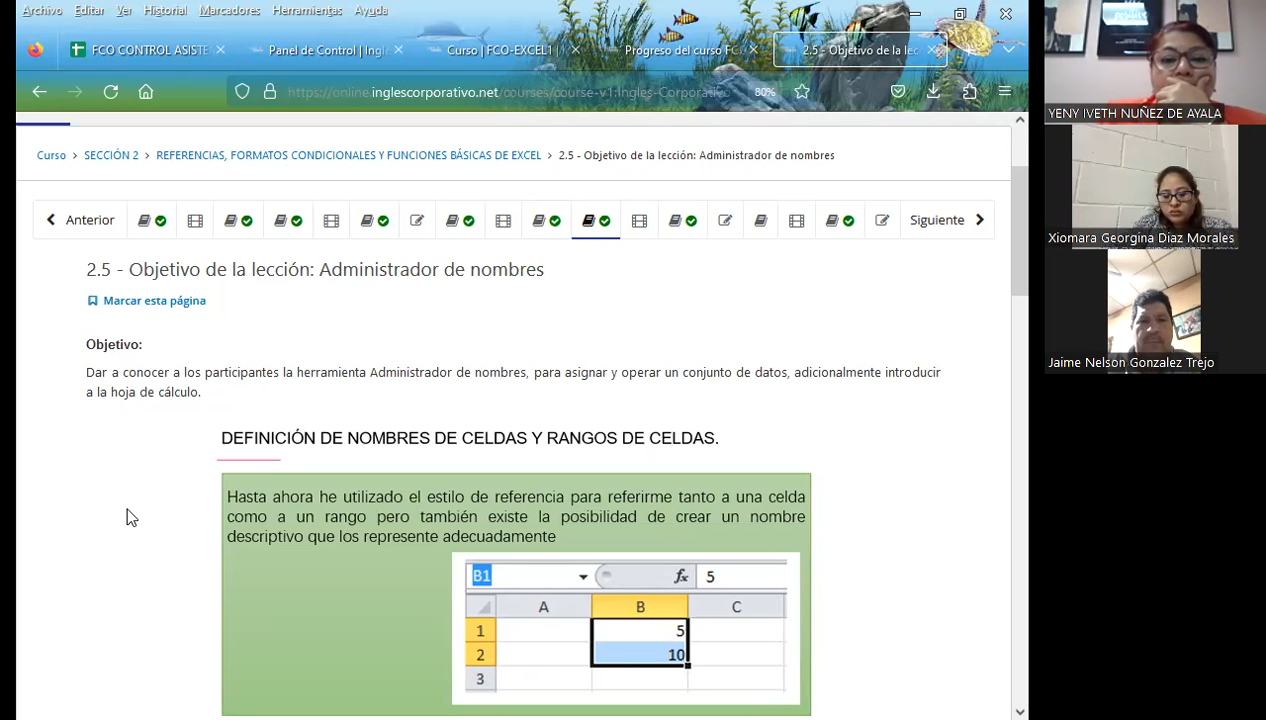 Archivo Editar Ver Historial Marcadores Herramientas Ayuda
FCO CONTROL ASISTE
Panel de Control | Ingl
Curso | FCO-EXCEL1 |
Progreso del curso FC
2.5 - Objetivo de la lec
https://online.inglescorporativo.net/courses/course-v1:Ingles-Corporativo
80%
Curso > SECCIÓN 2 > REFERENCIAS, FORMATOS CONDICIONALES Y FUNCIONES BÁSICAS DE EXCEL > 2.5 - Objetivo de la lección: Administrador de nombres
Anterior
Siguiente
2.5 - Objetivo de la lección: Administrador de nombres
Marcar esta página
Objetivo:
Dar a conocer a los participantes la herramienta Administrador de nombres, para asignar y operar un conjunto de datos, adicionalmente introducir
a la hoja de cálculo.
DEFINICIÓN DE NOMBRES DE CELDAS Y RANGOS DE CELDAS.
Hasta ahora he utilizado el estilo de referencia para referirme tanto a una celda
como a un rango pero también existe la posibilidad de crear un nombre
descriptivo que los represente adecuadamente
B1 fx 5
A B C
1 5
2 10
3
YENY IVETH NUÑEZ DE AYALA
Xiomara Georgina Diaz Morales
Jaime Nelson Gonzalez Trejo